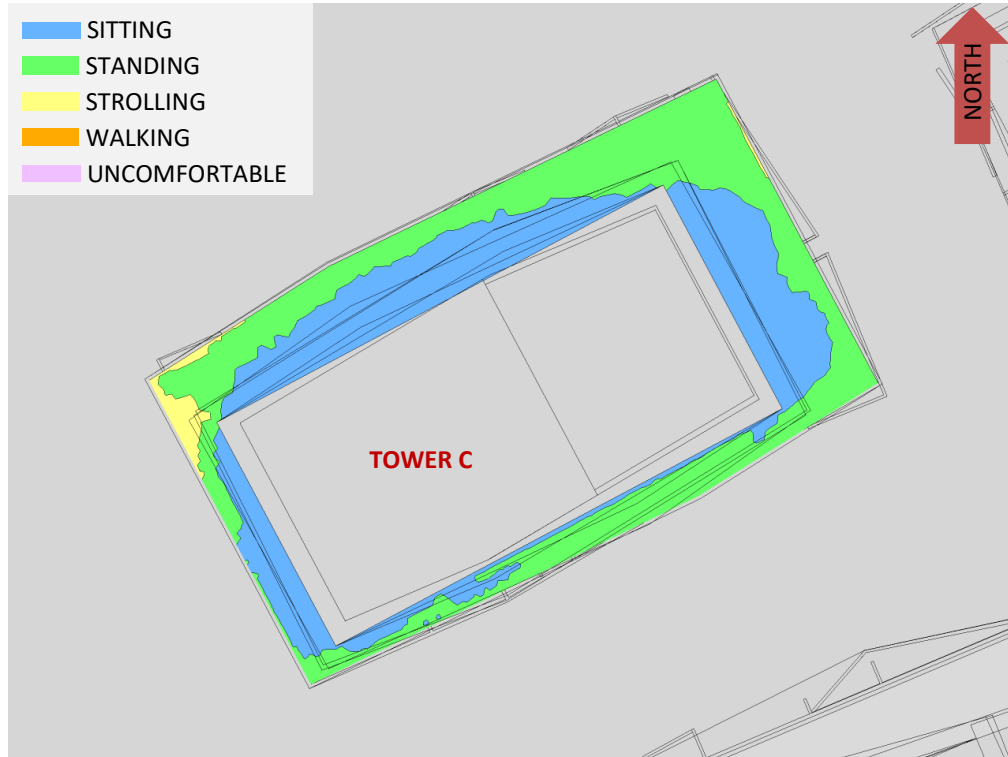 SITTING
STANDING
STROLLING
WALKING
UNCOMFORTABLE
NORTH
TOWER C